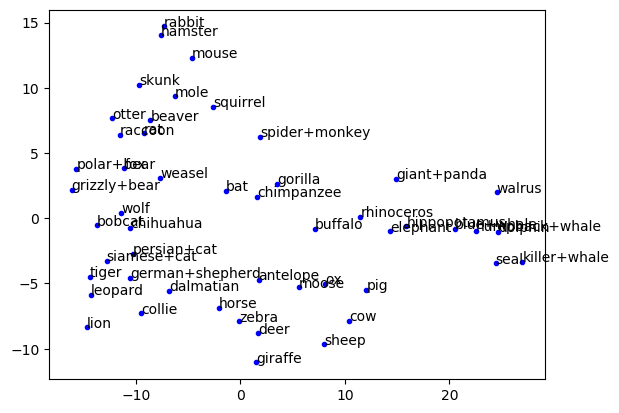 15
rabbit
hamster
mouse
10
skunk
mole
squirrel
otter
beaver
raccoon
rat
spider+monkey
5
polar+bear
fox
weasel
grizzly+bear
bat
gorilla
chimpanzee
giant+panda
walrus
0
wolf
bobcat
chihuahua
buffalo
rhinoceros
elephant
hippopotamus
blue+whale
humpback+whale
dolphin
persian+cat
siamese+cat
seal
killer+whale
−5
tiger
german+shepherd
antelope
ox
moose
pig
leopard
dalmatian
collie
horse
zebra
cow
lion
deer
sheep
−10
giraffe
−10
0
10
20